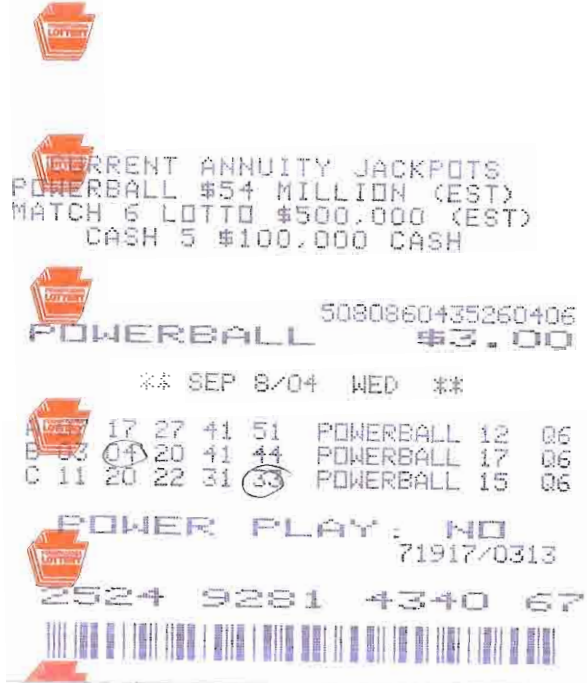 LOTTERY
CURRENT ANNUITY JACKPOTS
POWERBALL $54 MILLION (EST)
MATCH 6 LOTTO $500,000 (EST)
CASH 5 $100,000 CASH
LOTTERY
5080860435260406
POWERBALL $3.00
** SEP 8/04 WED **
A 17 27 41 51 POWERBALL 12 Q6
B 03 04 20 41 44 POWERBALL 17 Q6
C 11 20 22 31 33 POWERBALL 15 Q6
POWER PLAY: NO
71917/0313
2524 9281 4340 67